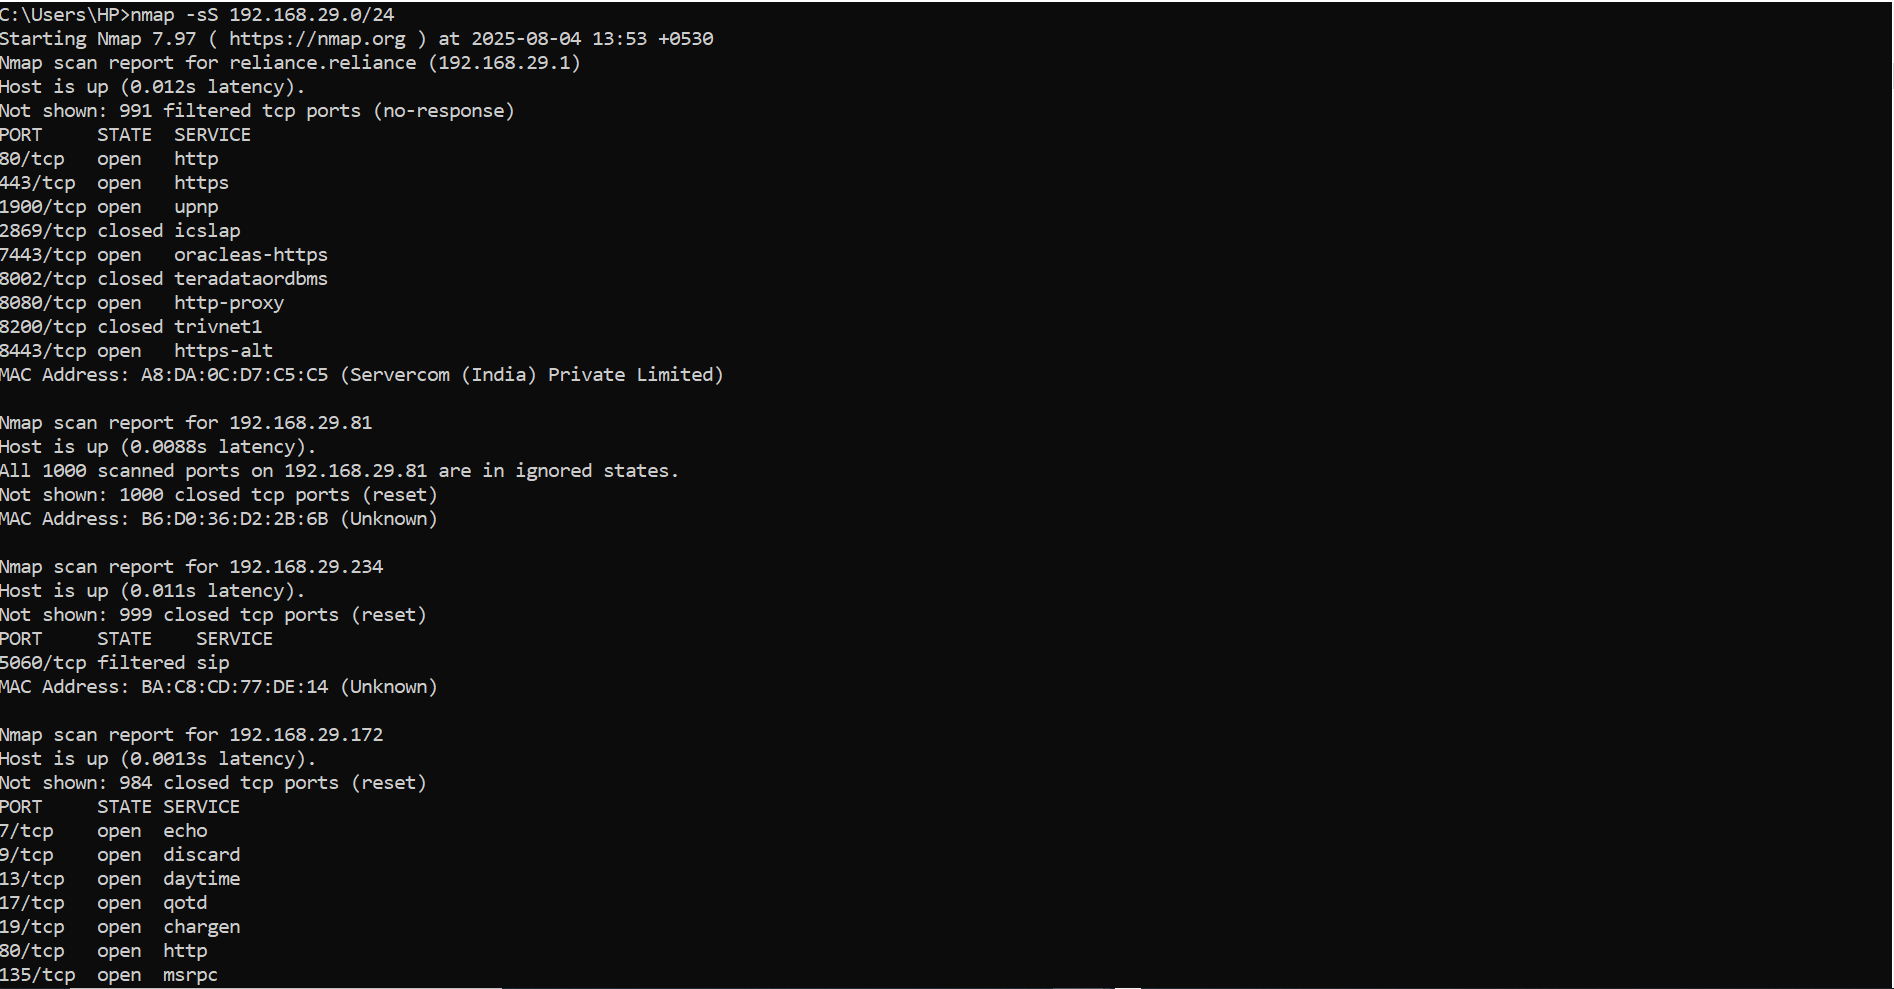 C:\Users\HP>nmap -sS 192.168.29.0/24
Starting Nmap 7.97 ( https://nmap.org ) at 2025-08-04 13:53 +0530
Nmap scan report for reliance.reliance (192.168.29.1)
Host is up (0.012s latency).
Not shown: 991 filtered tcp ports (no-response)
PORT     STATE  SERVICE
80/tcp   open   http
443/tcp  open   https
1900/tcp open   upnp
2869/tcp closed icslap
7443/tcp open   oracleas-https
8002/tcp closed teradataordbms
8080/tcp open   http-proxy
8200/tcp closed trivnet1
8443/tcp open   https-alt
MAC Address: A8:DA:0C:D7:C5:C5 (Servercom (India) Private Limited)

Nmap scan report for 192.168.29.81
Host is up (0.0088s latency).
All 1000 scanned ports on 192.168.29.81 are in ignored states.
Not shown: 1000 closed tcp ports (reset)
MAC Address: B6:D0:36:D2:2B:6B (Unknown)

Nmap scan report for 192.168.29.234
Host is up (0.011s latency).
Not shown: 999 closed tcp ports (reset)
PORT     STATE    SERVICE
5060/tcp filtered sip
MAC Address: BA:C8:CD:77:DE:14 (Unknown)

Nmap scan report for 192.168.29.172
Host is up (0.0013s latency).
Not shown: 984 closed tcp ports (reset)
PORT     STATE SERVICE
7/tcp    open  echo
9/tcp    open  discard
13/tcp   open  daytime
17/tcp   open  qotd
19/tcp   open  chargen
80/tcp   open  http
135/tcp  open  msrpc